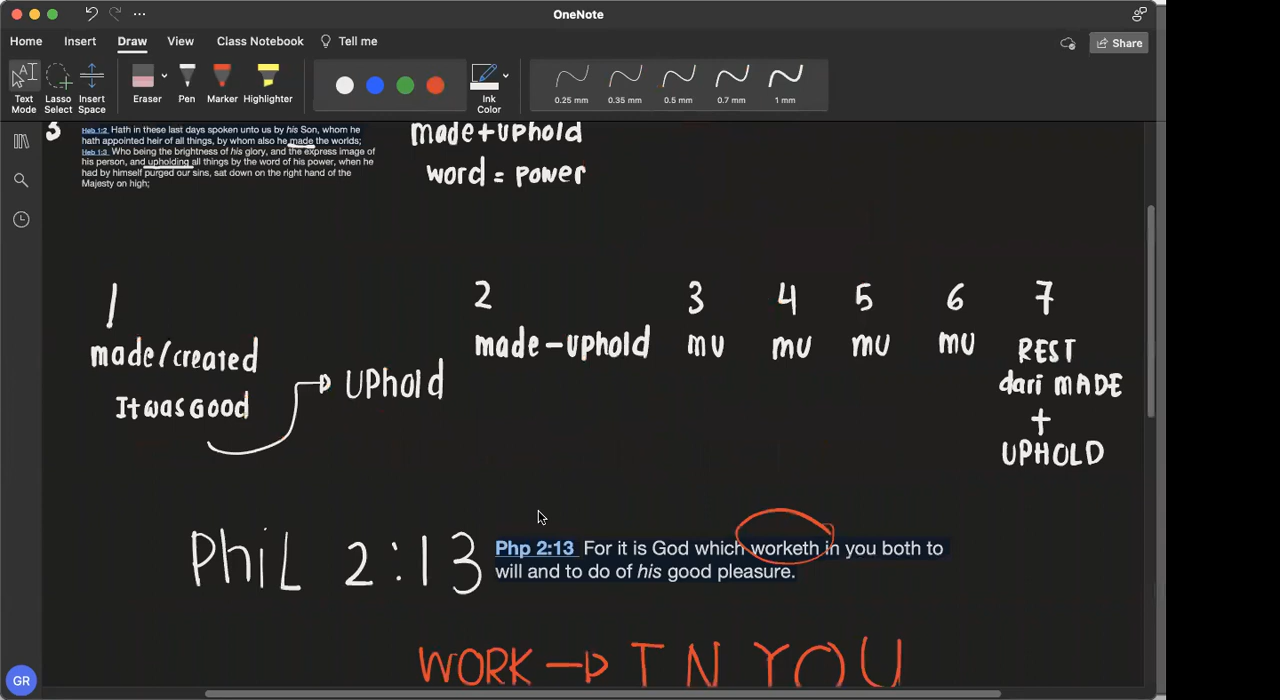 OneNote
Home Insert Draw View Class Notebook Tell me
Share
Text Mode
Lasso Select
Insert Space
Eraser
Pen
Marker
Highlighter
Ink Color
0.25 mm 0.35 mm 0.5 mm 0.7 mm 1 mm
3
Heb 1:2 Hath in these last days spoken unto us by his Son, whom he
hath appointed heir of all things, by whom also he made the worlds;
Heb 1:3 Who being the brightness of his glory, and the express image of
his person, and upholding all things by the word of his power, when he
had by himself purged our sins, sat down on the right hand of the
Majesty on high;
made+uphold
word = power
1 2 3 4 5 6 7
made/created
It was Good
UPhold
made-uphold
mu mu mu mu
REST
dari MADE
+
UPHOLD
PhiL 2:13
Php 2:13 For it is God which worketh in you both to
will and to do of his good pleasure.
WORK → IN YOU
GR